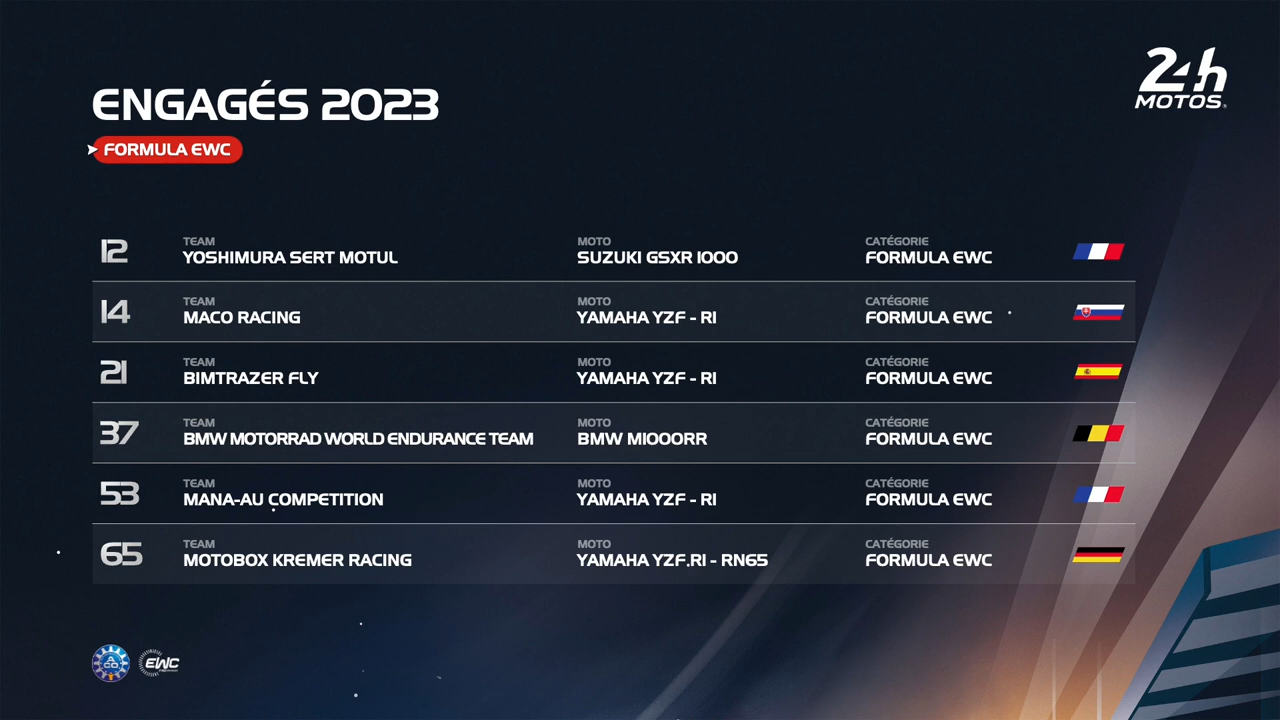 24h
MOTOS
ENGAGÉS 2023
FORMULA EWC
12 TEAM MOTO CATÉGORIE
YOSHIMURA SERT MOTUL SUZUKI GSXR 1000 FORMULA EWC
14 TEAM MOTO CATÉGORIE
MACO RACING YAMAHA YZF - R1 FORMULA EWC
21 TEAM MOTO CATÉGORIE
BIMTRAZER FLY YAMAHA YZF - R1 FORMULA EWC
37 TEAM MOTO CATÉGORIE
BMW MOTORRAD WORLD ENDURANCE TEAM BMW M1000RR FORMULA EWC
53 TEAM MOTO CATÉGORIE
MANA-AU COMPETITION YAMAHA YZF - R1 FORMULA EWC
65 TEAM MOTO CATÉGORIE
MOTOBOX KREMER RACING YAMAHA YZF.R1 - RN65 FORMULA EWC
ACO EWC